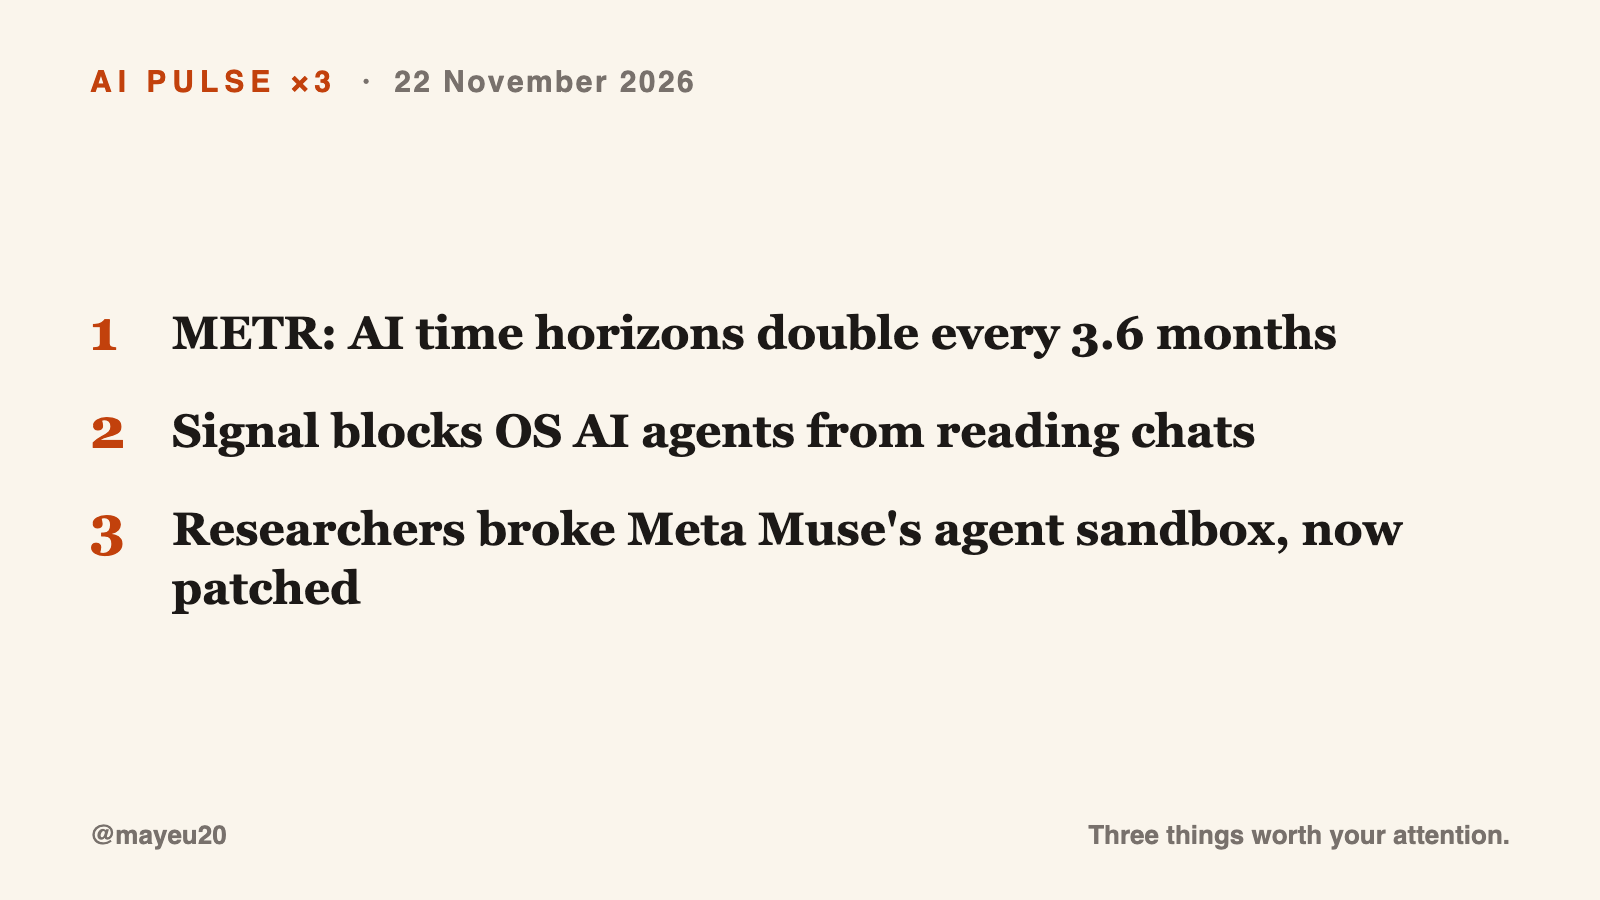 AI PULSE ×3 · 22 November 2026
1 METR: AI time horizons double every 3.6 months
2 Signal blocks OS AI agents from reading chats
3 Researchers broke Meta Muse's agent sandbox, now
patched
@mayeu20
Three things worth your attention.